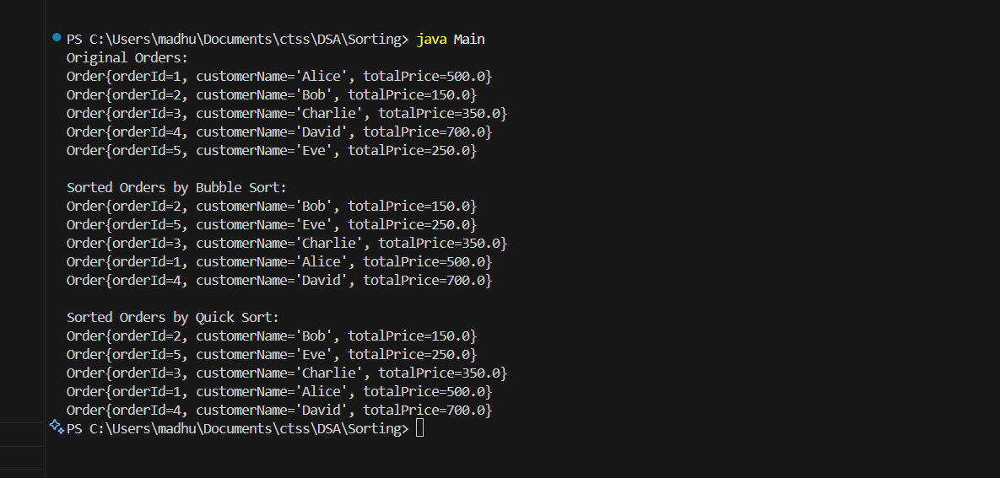 PS C:\Users\madhu\Documents\ctss\DSA\Sorting> java Main
Original Orders:
Order{orderId=1, customerName='Alice', totalPrice=500.0}
Order{orderId=2, customerName='Bob', totalPrice=150.0}
Order{orderId=3, customerName='Charlie', totalPrice=350.0}
Order{orderId=4, customerName='David', totalPrice=700.0}
Order{orderId=5, customerName='Eve', totalPrice=250.0}

Sorted Orders by Bubble Sort:
Order{orderId=2, customerName='Bob', totalPrice=150.0}
Order{orderId=5, customerName='Eve', totalPrice=250.0}
Order{orderId=3, customerName='Charlie', totalPrice=350.0}
Order{orderId=1, customerName='Alice', totalPrice=500.0}
Order{orderId=4, customerName='David', totalPrice=700.0}

Sorted Orders by Quick Sort:
Order{orderId=2, customerName='Bob', totalPrice=150.0}
Order{orderId=5, customerName='Eve', totalPrice=250.0}
Order{orderId=3, customerName='Charlie', totalPrice=350.0}
Order{orderId=1, customerName='Alice', totalPrice=500.0}
Order{orderId=4, customerName='David', totalPrice=700.0}
PS C:\Users\madhu\Documents\ctss\DSA\Sorting>